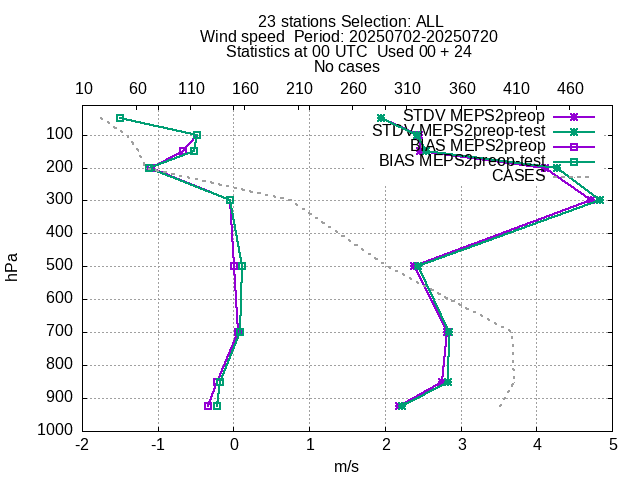 23 stations Selection: ALL
Wind speed  Period: 20250702-20250720
Statistics at 00 UTC  Used 00 + 24
No cases
10 60 110 160 210 260 310 360 410 460
STDV MEPS2preop
STDV MEPS2preop-test
BIAS MEPS2preop
BIAS MEPS2preop-test
CASES
100
200
300
400
500
600
700
800
900
1000
hPa
-2 -1 0 1 2 3 4 5
m/s